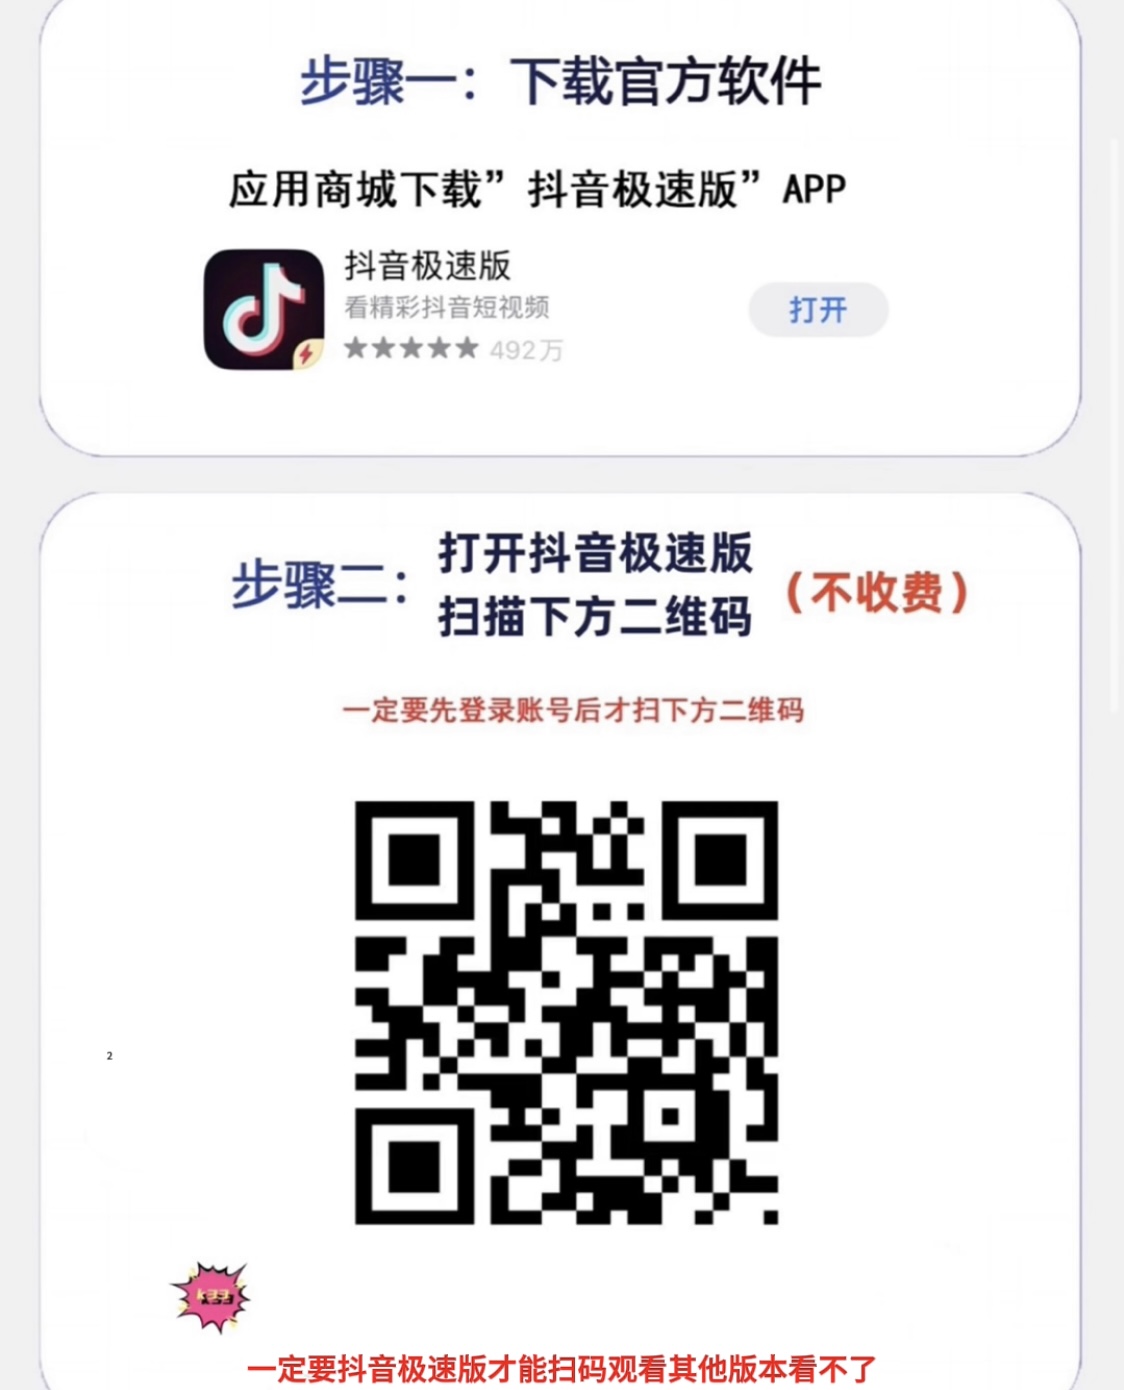 步骤一：下载官方软件
应用商城下载”抖音极速版”APP
抖音极速版
看精彩抖音短视频
492万
打开
步骤二：
打开抖音极速版
扫描下方二维码
（不收费）
一定要先登录账号后才扫下方二维码
2
k33
一定要抖音极速版才能扫码观看其他版本看不了